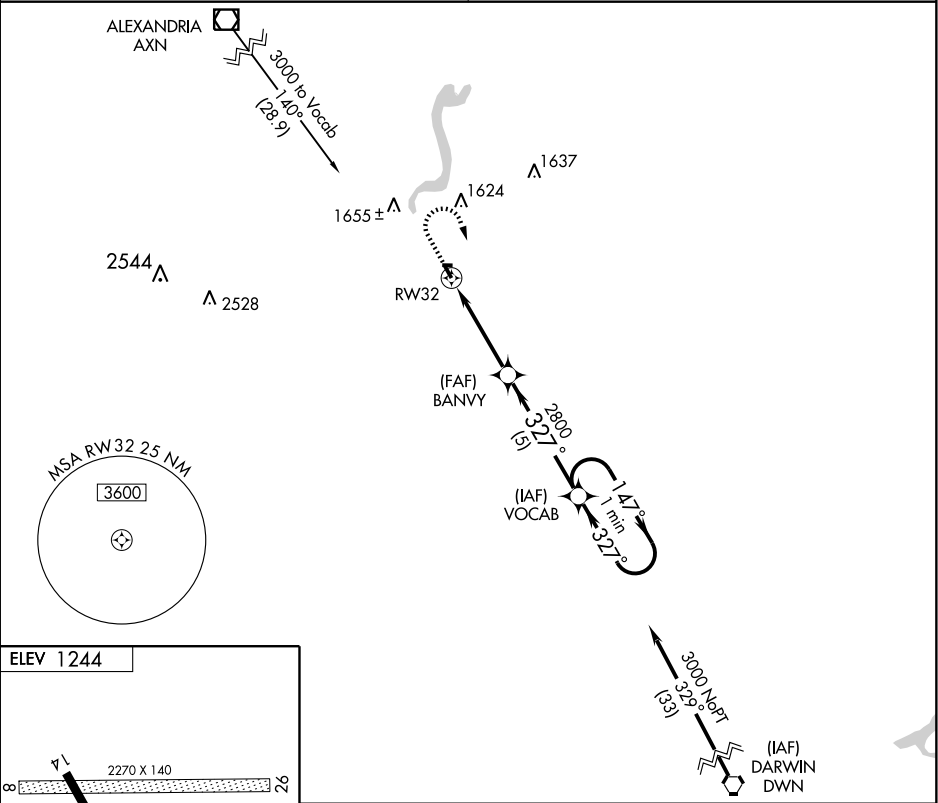 ALEXANDRIA
AXN
3000 to Vocab
140°
(28.9)
1637
1624
1655 ±
2544
2528
RW32
(FAF)
BANVY
2800
327°
(5)
MSA RW32 25 NM
3600
(IAF)
VOCAB
147°
1 min
327°
ELEV 1244
3000 NoPT
329°
(33)
(IAF)
DARWIN
DWN
14
2270 X 140
8
26